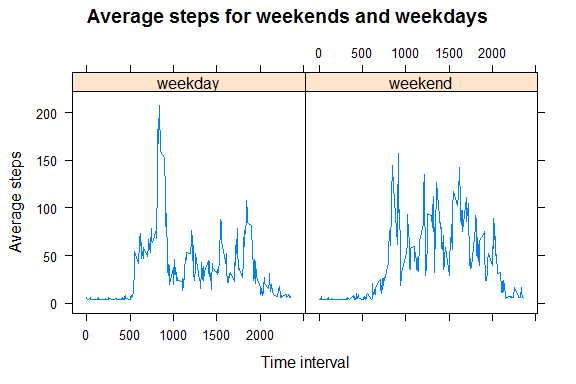 Average steps for weekends and weekdays
0 500 1000 1500 2000
weekday weekend
200
150
100
50
0
Average steps
0 500 1000 1500 2000
Time interval